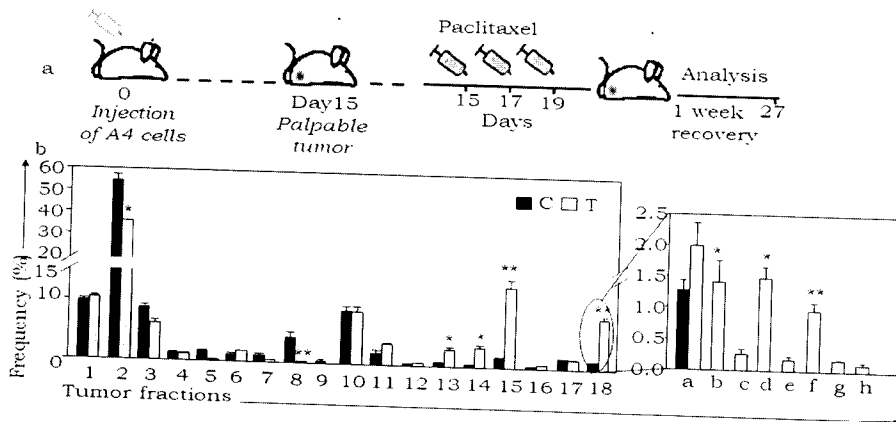 a
Paclitaxel
0
Injection
of A4 cells
Day15
Palpable
tumor
15 17 19
Days
Analysis
1 week 27
recovery
b
Frequency (%)
60
50
40
30
20
15
10
0
C T
* ** * * ** **
1 2 3 4 5 6 7 8 9 10 11 12 13 14 15 16 17 18
Tumor fractions
2.5
2.0
1.5
1.0
0.5
0.0
* * **
a b c d e f g h